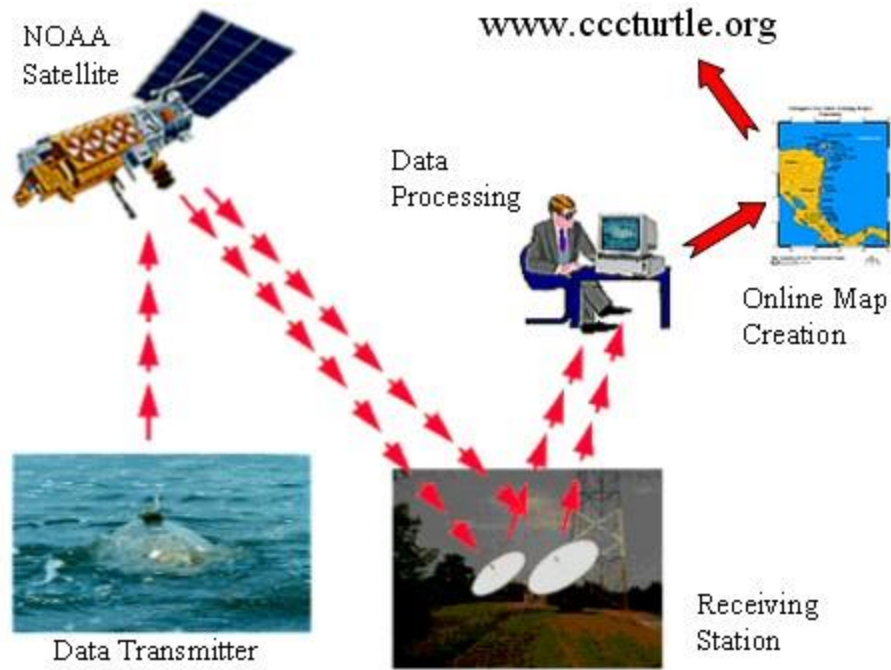 NOAA
Satellite
www.cccturtle.org
Data
Processing
Online Map
Creation
Data Transmitter
Receiving
Station